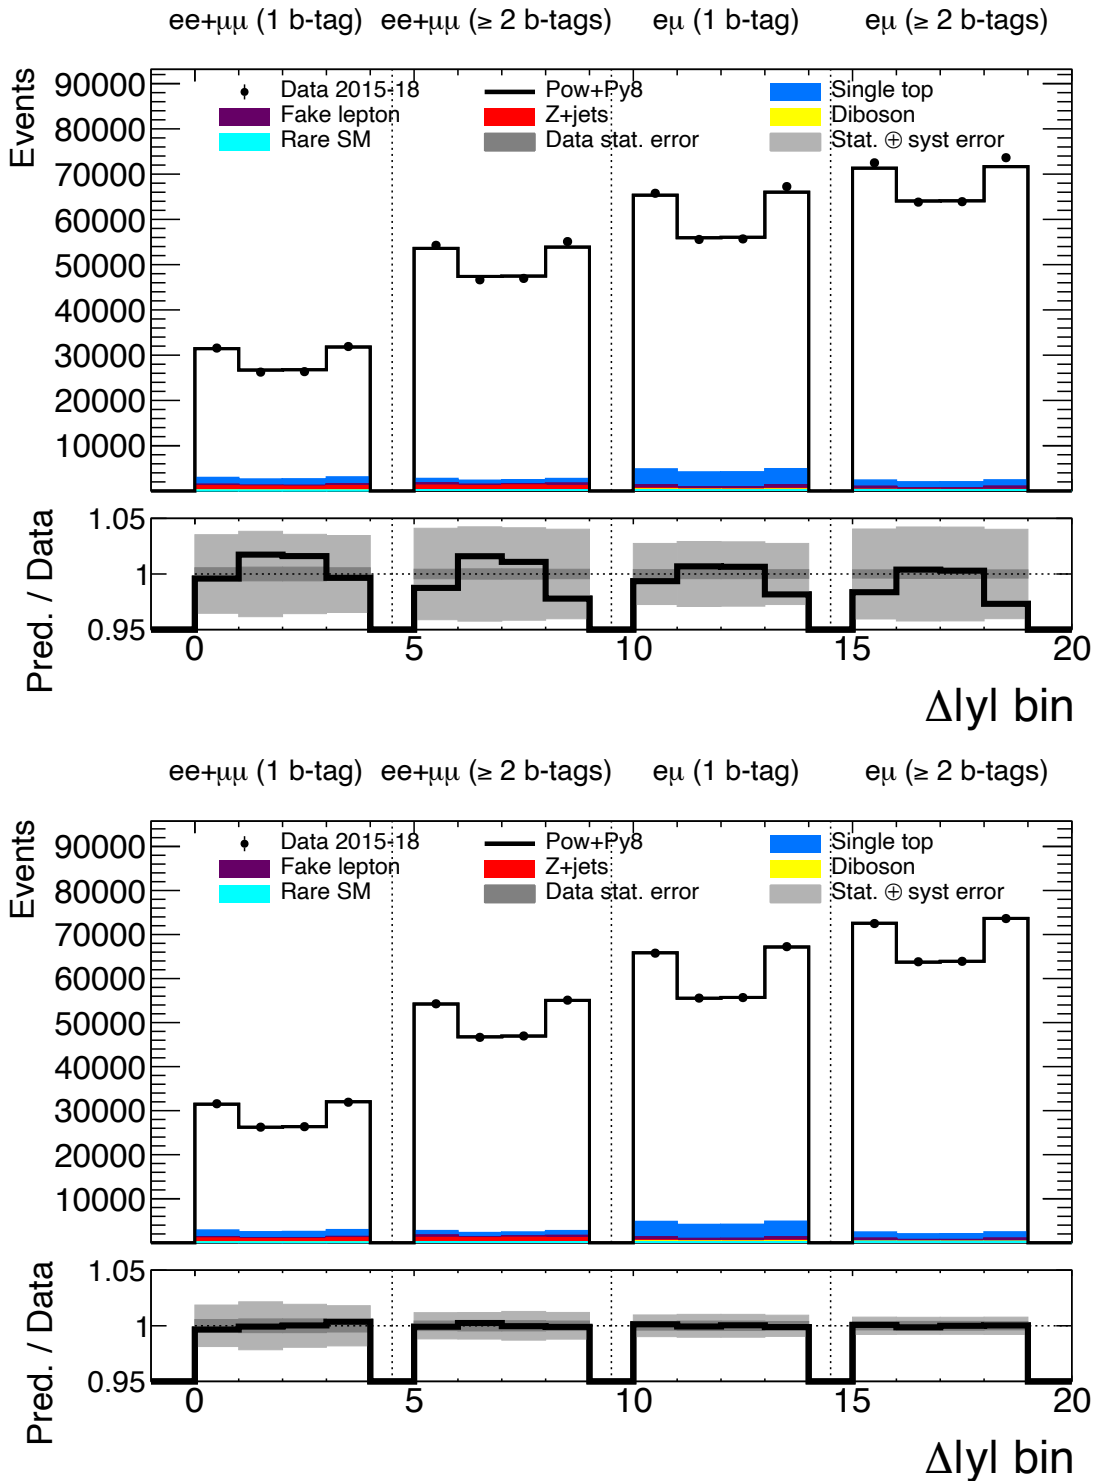 ee+μμ (1 b-tag) ee+μμ (≥ 2 b-tags) eμ (1 b-tag) eμ (≥ 2 b-tags)
Events
90000
80000
70000
60000
50000
40000
30000
20000
10000
Data 2015-18 Pow+Py8 Single top
Fake lepton Z+jets Diboson
Rare SM Data stat. error Stat. ⊕ syst error
Pred. / Data
1.05
1
0.95
0 5 10 15 20
Δ|y| bin
ee+μμ (1 b-tag) ee+μμ (≥ 2 b-tags) eμ (1 b-tag) eμ (≥ 2 b-tags)
Events
90000
80000
70000
60000
50000
40000
30000
20000
10000
Data 2015-18 Pow+Py8 Single top
Fake lepton Z+jets Diboson
Rare SM Data stat. error Stat. ⊕ syst error
Pred. / Data
1.05
1
0.95
0 5 10 15 20
Δ|y| bin